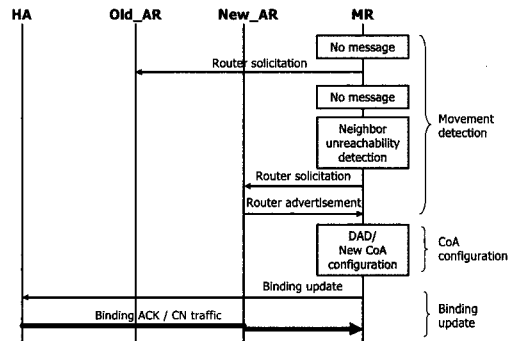 HA Old_AR New_AR MR
No message
Router solicitation
No message
Movement
detection
Neighbor
unreachability
detection
Router solicitation
Router advertisement
DAD/
New CoA
configuration
CoA
configuration
Binding update
Binding ACK / CN traffic
Binding
update